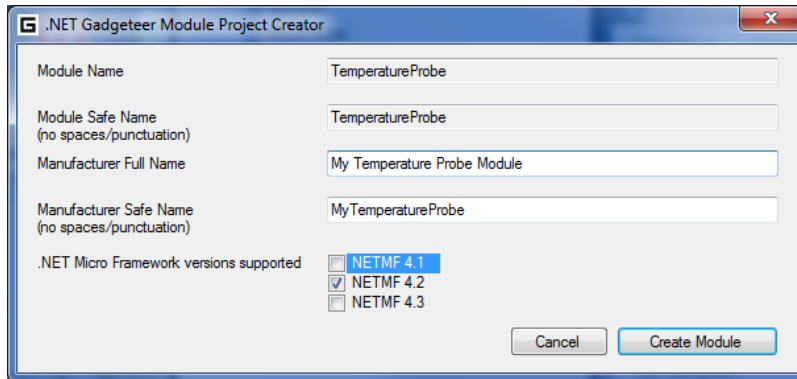 G .NET Gadgeteer Module Project Creator
Module Name TemperatureProbe
Module Safe Name TemperatureProbe
(no spaces/punctuation)
Manufacturer Full Name My Temperature Probe Module
Manufacturer Safe Name MyTemperatureProbe
(no spaces/punctuation)
.NET Micro Framework versions supported NETMF 4.1
NETMF 4.2
NETMF 4.3
Cancel Create Module